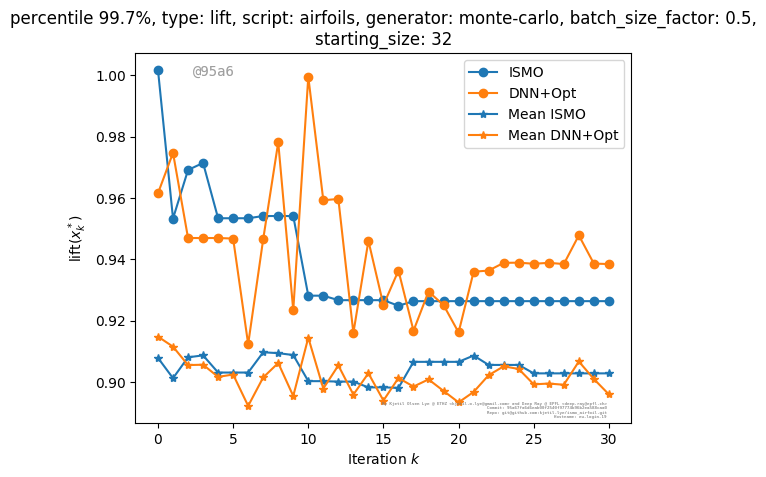 percentile 99.7%, type: lift, script: airfoils, generator: monte-carlo, batch_size_factor: 0.5,
starting_size: 32
@95a6
ISMO
DNN+Opt
Mean ISMO
Mean DNN+Opt
1.00
0.98
0.96
0.94
0.92
0.90
lift(x_k^*)
0 5 10 15 20 25 30
Iteration k